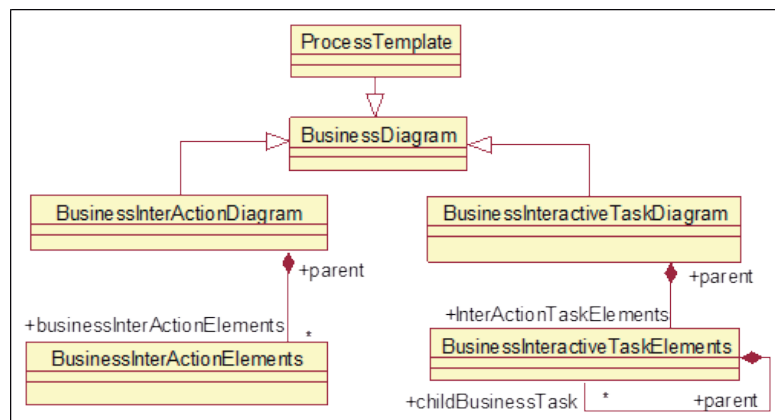 ProcessTemplate
BusinessDiagram
BusinessInterActionDiagram
BusinessInteractiveTaskDiagram
+parent
+parent
+businessInterActionElements
*
+InterActionTaskElements
BusinessInterActionElements
BusinessInteractiveTaskElements
+childBusinessTask
*
+parent